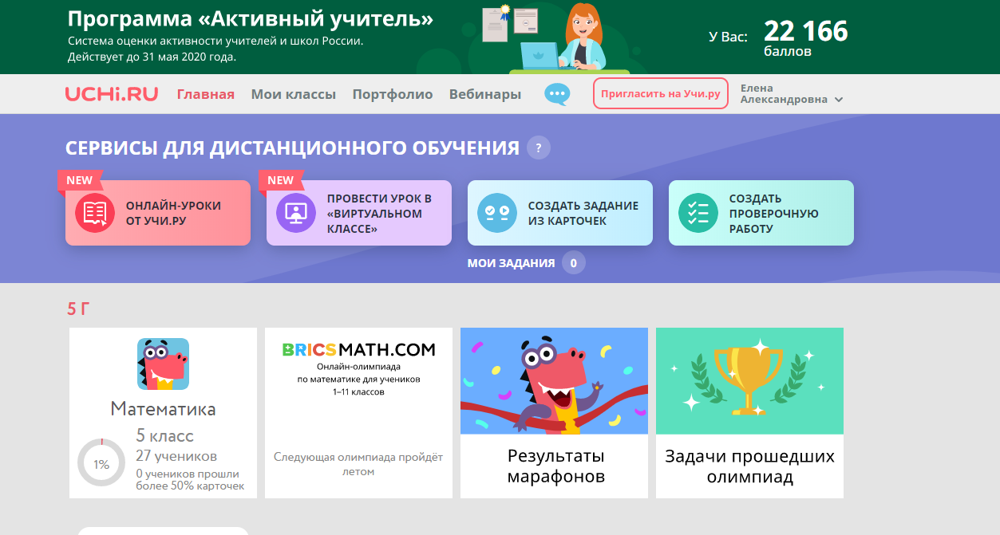 Программа «Активный учитель»
Система оценки активности учителей и школ России.
Действует до 31 мая 2020 года.
У Вас:
22 166
баллов
UCHi.RU
Главная
Мои классы
Портфолио
Вебинары
Пригласить на Учи.ру
Елена
Александровна
СЕРВИСЫ ДЛЯ ДИСТАНЦИОННОГО ОБУЧЕНИЯ
?
NEW
ОНЛАЙН-УРОКИ
ОТ УЧИ.РУ
NEW
ПРОВЕСТИ УРОК В
«ВИРТУАЛЬНОМ
КЛАССЕ»
СОЗДАТЬ ЗАДАНИЕ
ИЗ КАРТОЧЕК
СОЗДАТЬ
ПРОВЕРОЧНУЮ
РАБОТУ
МОИ ЗАДАНИЯ
0
5 Г
Математика
5 класс
1%
27 учеников
0 учеников прошли
более 50% карточек
BRICSMATH.COM
Онлайн-олимпиада
по математике для учеников
1–11 классов
Следующая олимпиада пройдёт
летом
Результаты
марафонов
Задачи прошедших
олимпиад